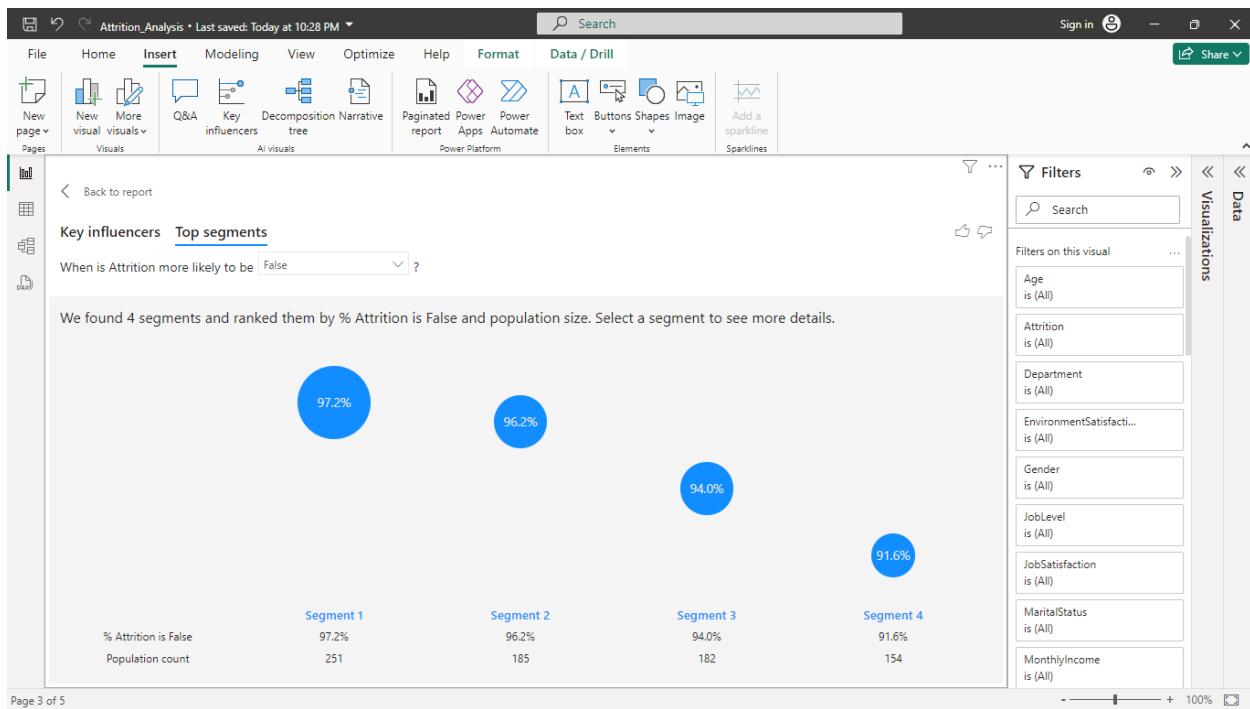 Attrition_Analysis • Last saved: Today at 10:28 PM
Search
Sign in
File Home Insert Modeling View Optimize Help Format Data / Drill
Share
New page
New visual
More visuals
Q&A
Key influencers
Decomposition tree
Narrative
Paginated report
Power Apps
Power Automate
Text box
Buttons
Shapes
Image
Add a sparkline
Pages
Visuals
AI visuals
Power Platform
Elements
Sparklines
Back to report
Key influencers Top segments
When is Attrition more likely to be False ?
We found 4 segments and ranked them by % Attrition is False and population size. Select a segment to see more details.
97.2%
96.2%
94.0%
91.6%
Segment 1 Segment 2 Segment 3 Segment 4
% Attrition is False 97.2% 96.2% 94.0% 91.6%
Population count 251 185 182 154
Filters
Search
Filters on this visual
Age
is (All)
Attrition
is (All)
Department
is (All)
EnvironmentSatisfacti...
is (All)
Gender
is (All)
JobLevel
is (All)
JobSatisfaction
is (All)
MaritalStatus
is (All)
MonthlyIncome
is (All)
Visualizations
Data
Page 3 of 5
- + 100%